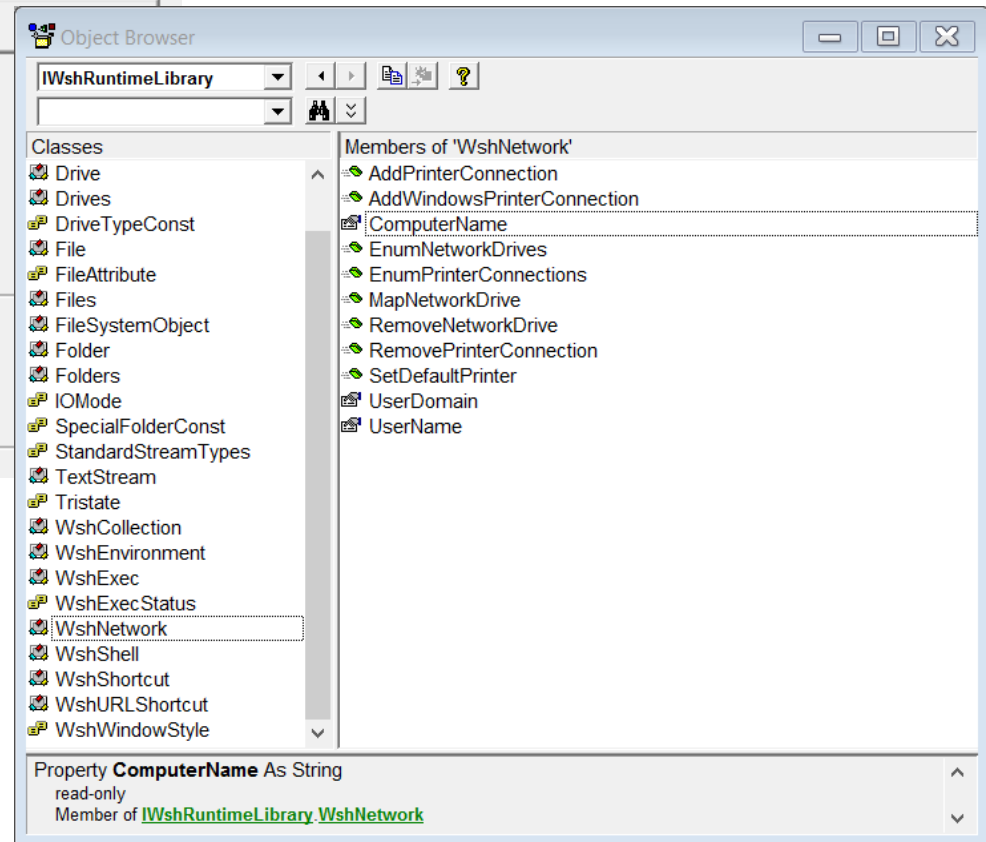 Object Browser
IWshRuntimeLibrary
Classes
Drive
Drives
DriveTypeConst
File
FileAttribute
Files
FileSystemObject
Folder
Folders
IOMode
SpecialFolderConst
StandardStreamTypes
TextStream
Tristate
WshCollection
WshEnvironment
WshExec
WshExecStatus
WshNetwork
WshShell
WshShortcut
WshURLShortcut
WshWindowStyle
Members of 'WshNetwork'
AddPrinterConnection
AddWindowsPrinterConnection
ComputerName
EnumNetworkDrives
EnumPrinterConnections
MapNetworkDrive
RemoveNetworkDrive
RemovePrinterConnection
SetDefaultPrinter
UserDomain
UserName
Property ComputerName As String
read-only
Member of IWshRuntimeLibrary.WshNetwork